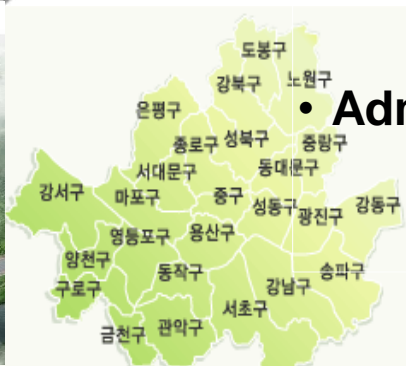 도봉구
강북구 노원구
• Adr
은평구
종로구 성북구 중랑구
서대문구 동대문구
강서구 마포구 중구 성동구 광진구 강동구
영등포구 용산구
양천구 동작구 송파구
구로구 강남구
서초구
금천구 관악구